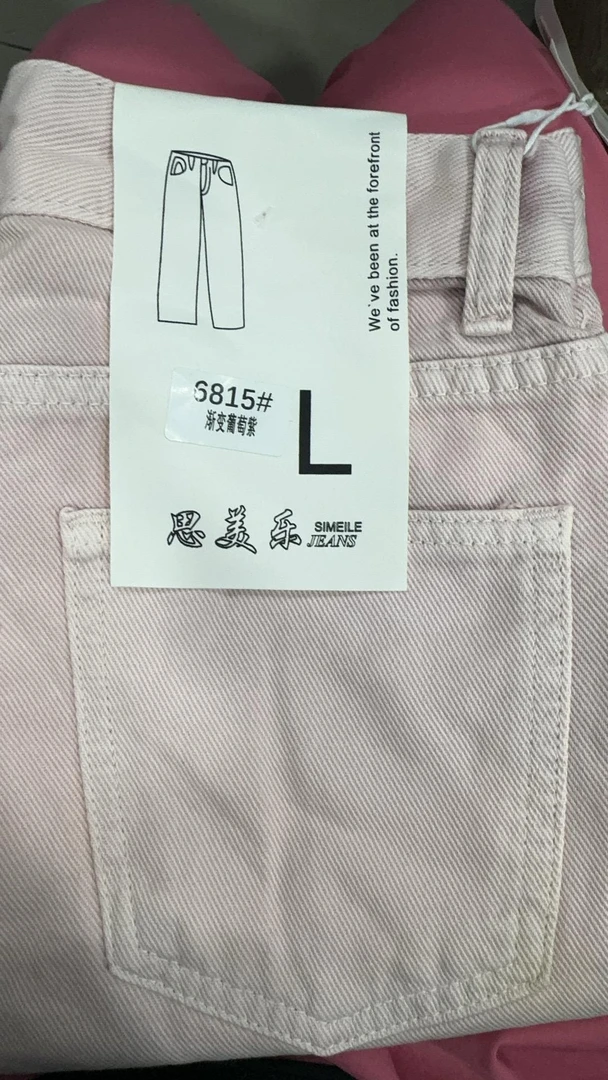 We've been at the forefront
of fashion.
6815#
渐变葡萄紫
L
思美乐 SIMEILE
JEANS